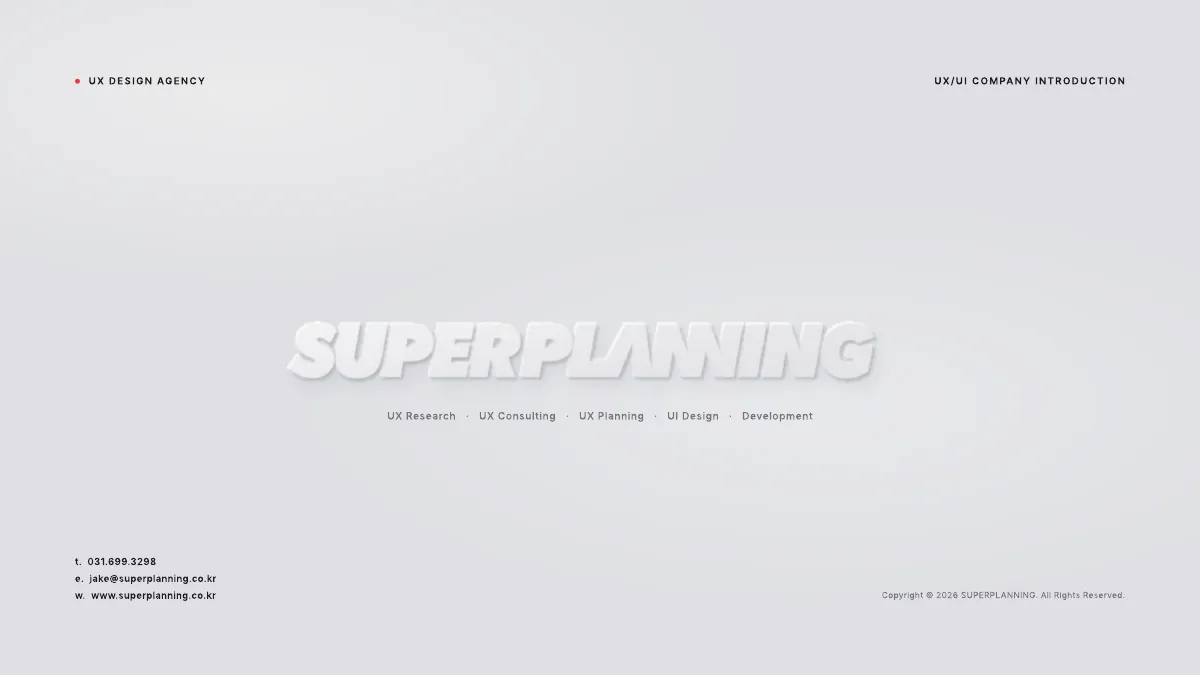 UX DESIGN AGENCY
UX/UI COMPANY INTRODUCTION
SUPERPLANNING
UX Research · UX Consulting · UX Planning · UI Design · Development
t. 031.699.3298
e. jake@superplanning.co.kr
w. www.superplanning.co.kr
Copyright © 2026 SUPERPLANNING. All Rights Reserved.